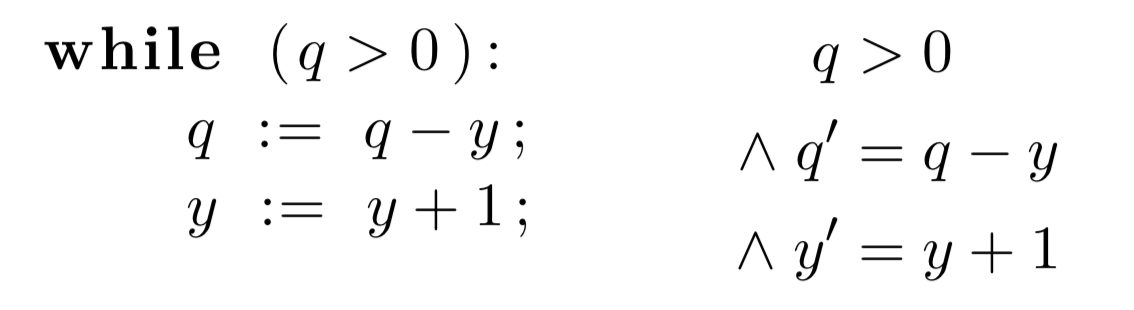 while (q > 0):
q := q − y;
y := y + 1;
q > 0
∧ q′ = q − y
∧ y′ = y + 1